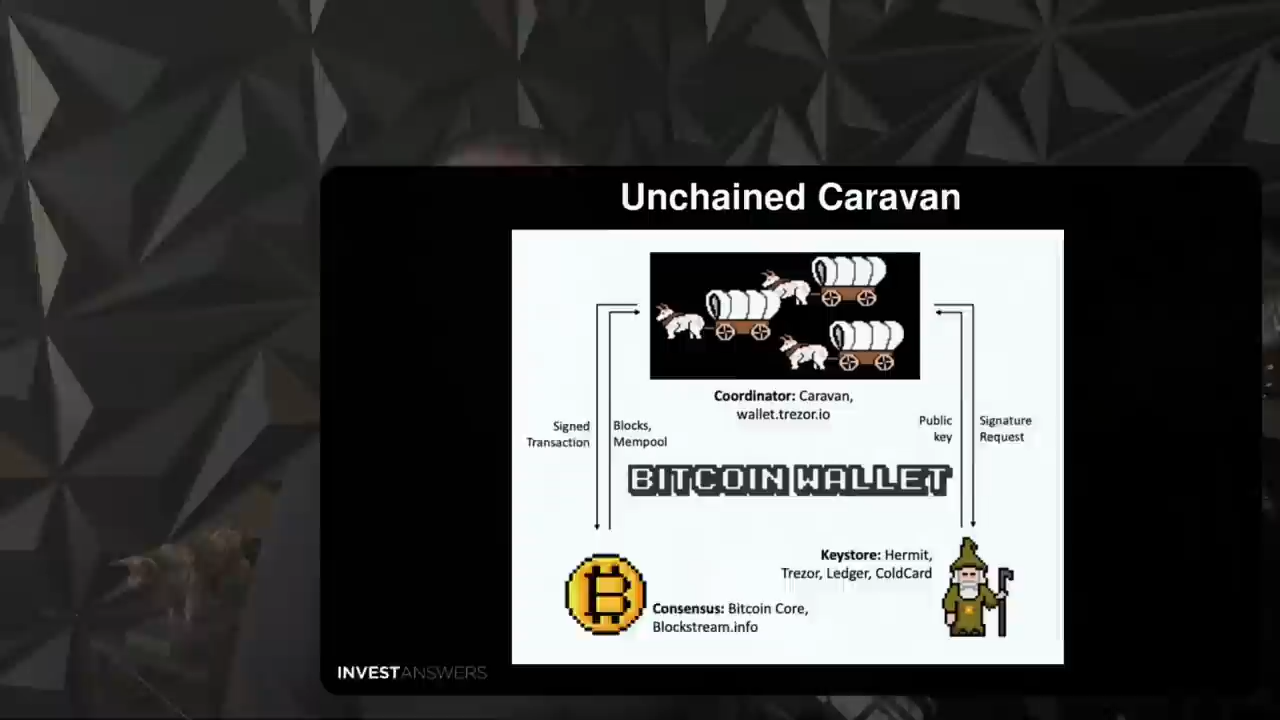 Unchained Caravan
Coordinator: Caravan,
wallet.trezor.io
Signed
Transaction
Blocks,
Mempool
Public
key
Signature
Request
BITCOIN WALLET
Keystore: Hermit,
Trezor, Ledger, ColdCard
Consensus: Bitcoin Core,
Blockstream.info
INVESTANSWERS